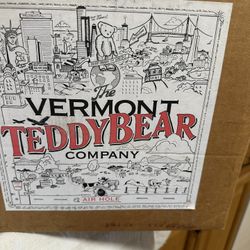 The
VERMONT
TEDDY BEAR
COMPANY
AIR HOLE